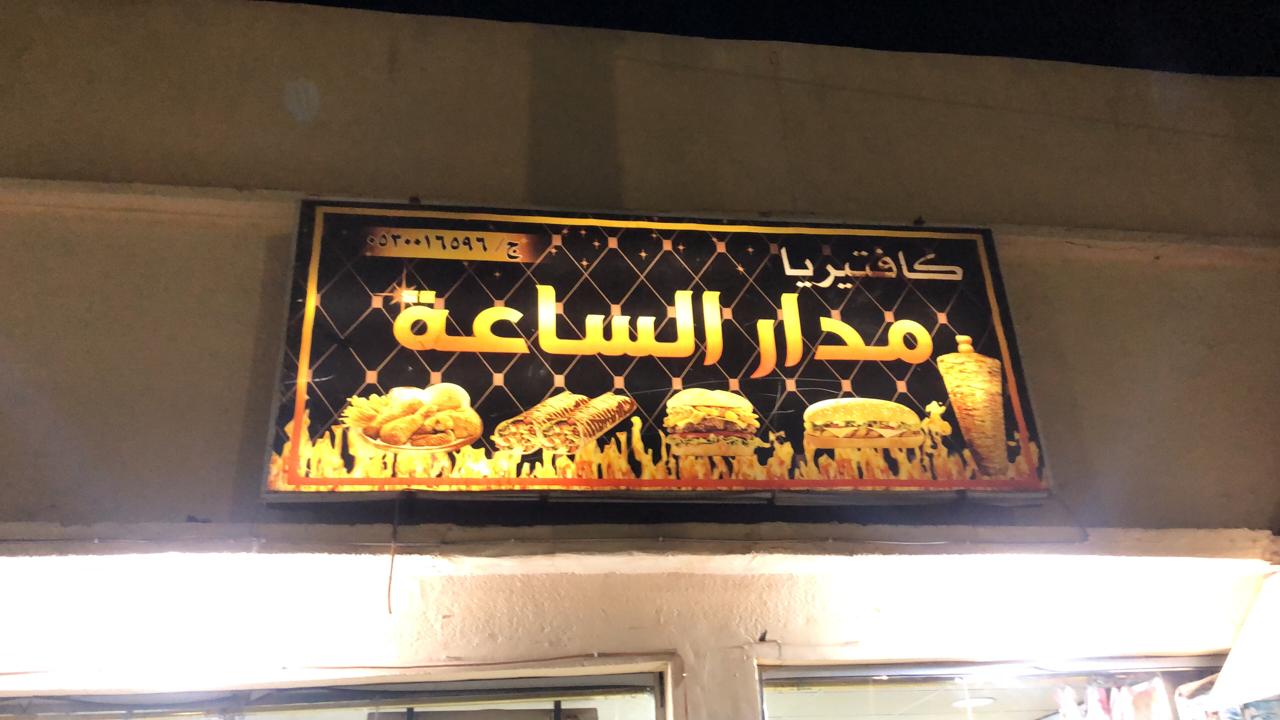 كافتيريا
ج/ ٠٥٣٠٠١٦٥٩٦
مدار الساعة